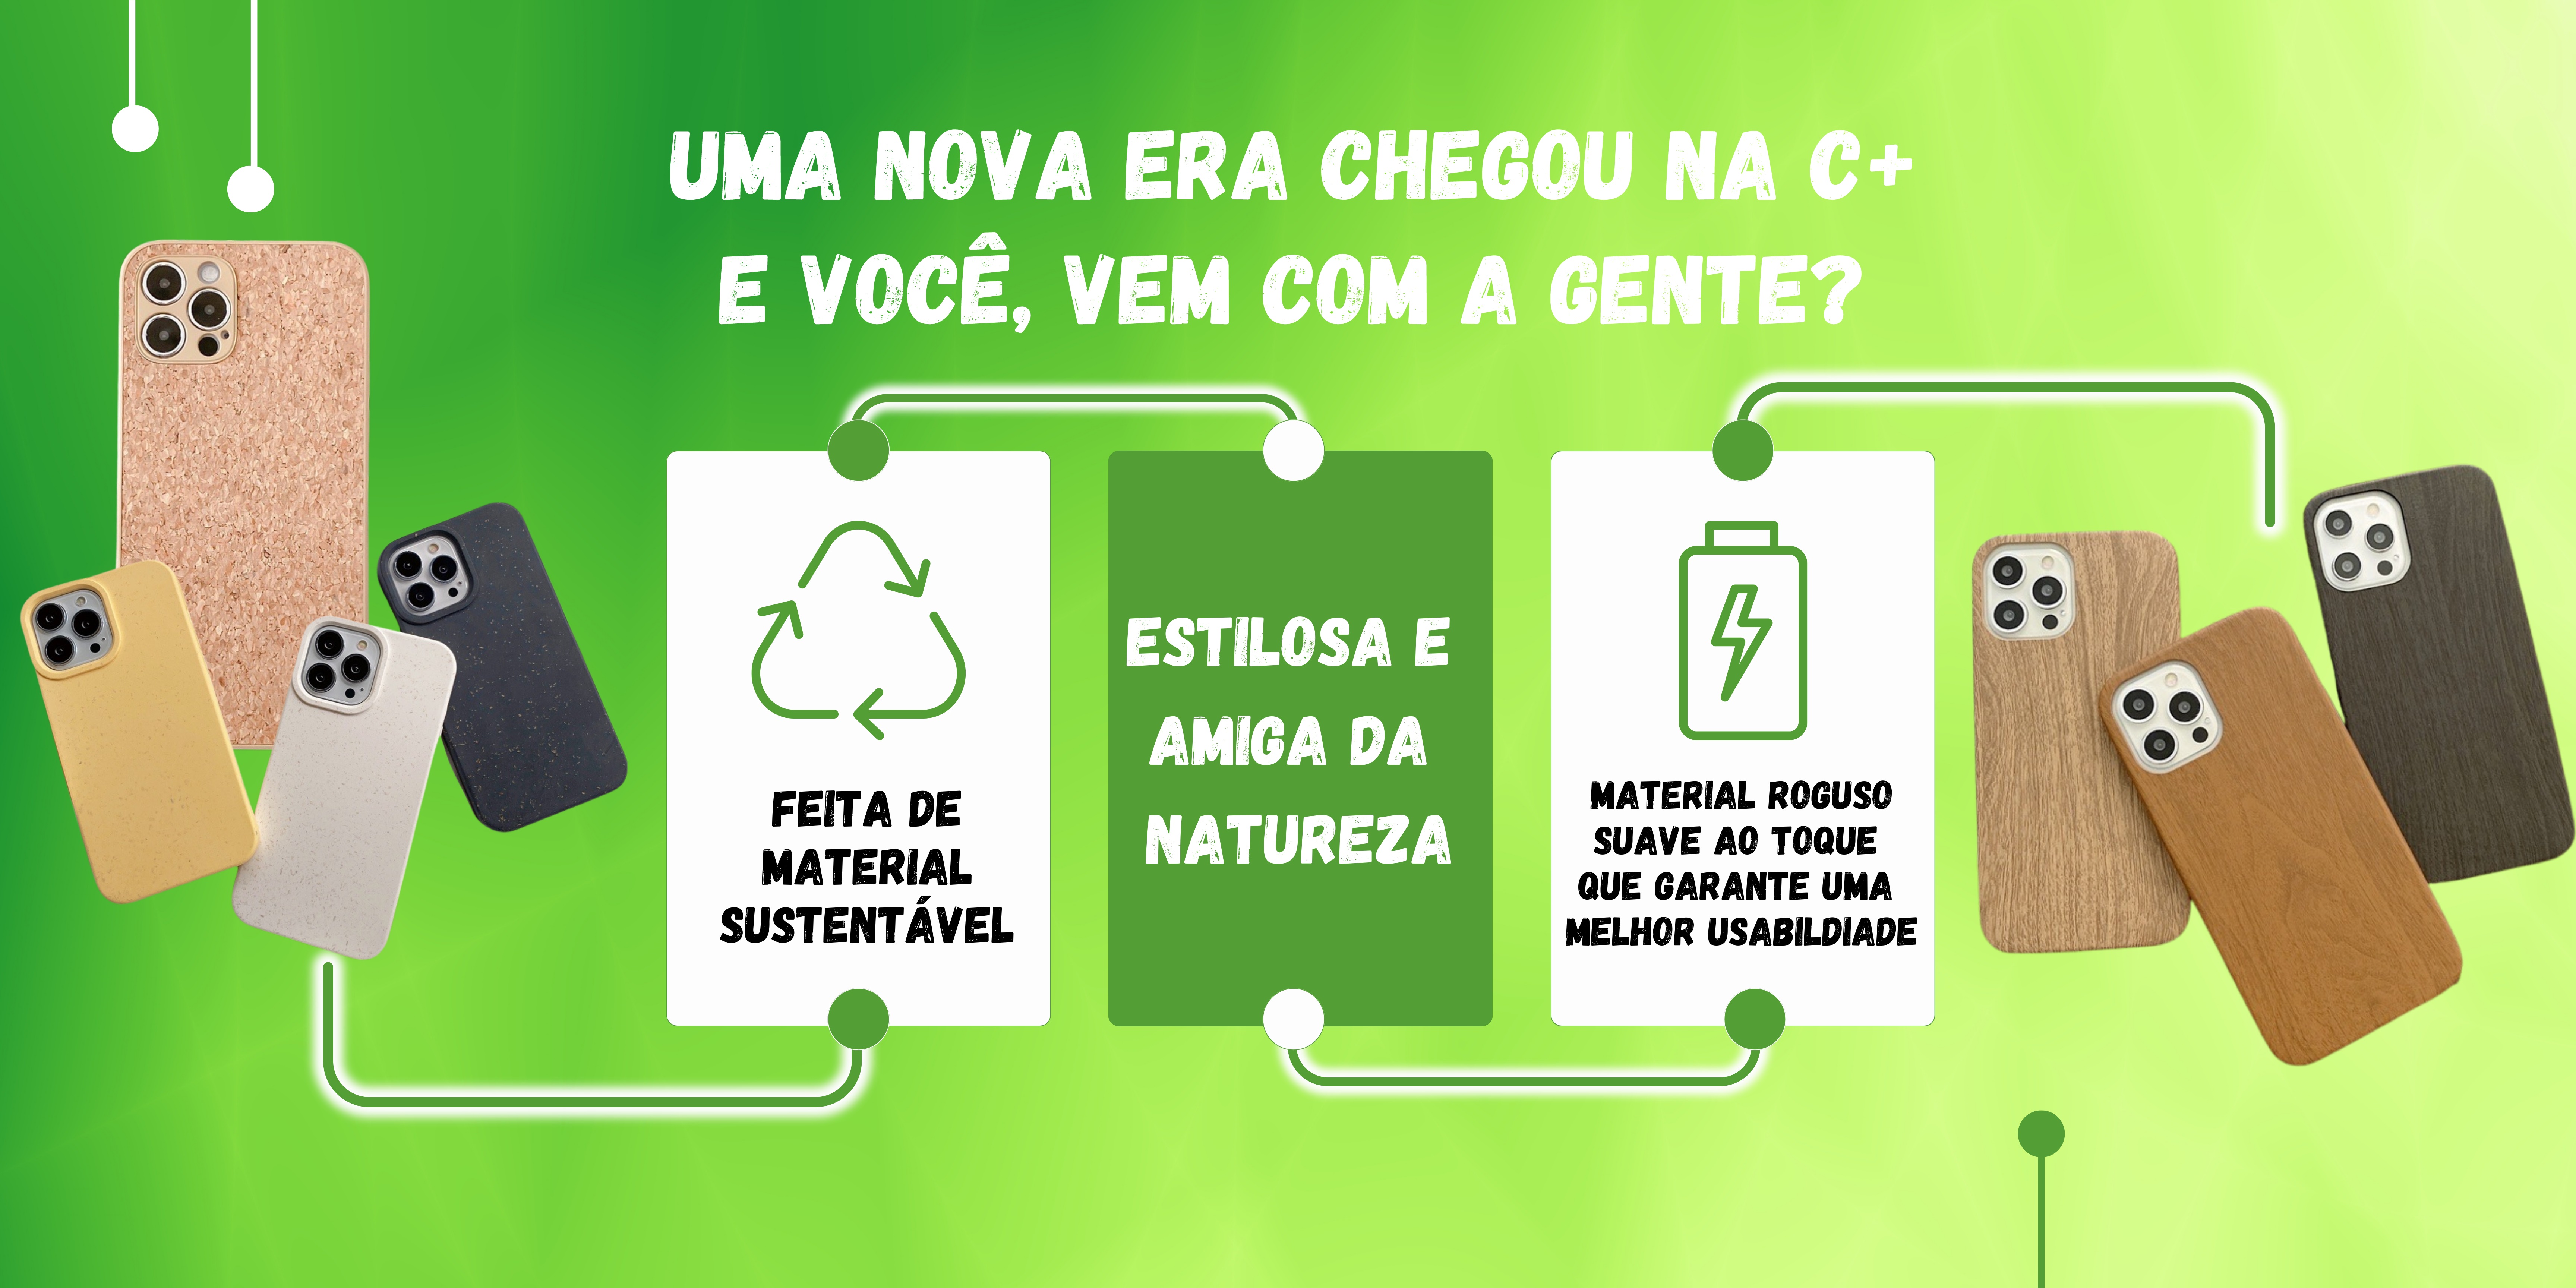 UMA NOVA ERA CHEGOU NA C+
E VOCÊ, VEM COM A GENTE?
FEITA DE
MATERIAL
SUSTENTÁVEL
ESTILOSA E
AMIGA DA
NATUREZA
MATERIAL ROGUSO
SUAVE AO TOQUE
QUE GARANTE UMA
MELHOR USABILDIADE